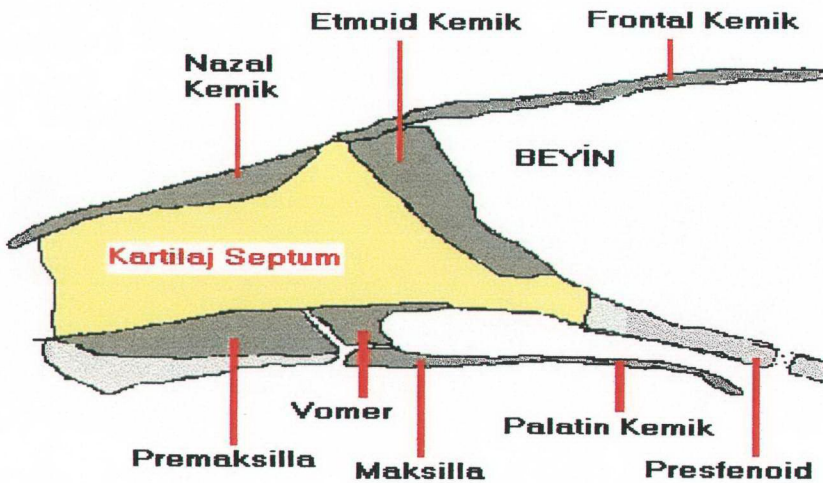 Etmoid Kemik
Frontal Kemik
Nazal
Kemik
BEYİN
Kartilaj Septum
Vomer
Palatin Kemik
Premaksilla
Maksilla
Presfenoid